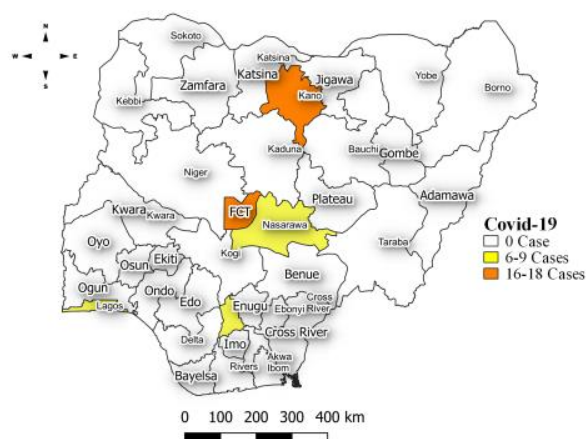 N
W E
S
Sokoto
Katsina
Katsina
Zamfara
Jigawa
Yobe
Borno
Kebbi
Kano
Kaduna
Bauchi
Gombe
Niger
Adamawa
FCT
Plateau
Nasarawa
Kwara
Kwara
Taraba
Oyo
Kogi
Osun
Ekiti
Benue
Ogun
Lagos
Ondo
Edo
Enugu
Ebonyi
Cross
River
Delta
Imo
Cross River
Bayelsa
Rivers
Akwa
Ibom
Covid-19
0 Case
6-9 Cases
16-18 Cases
0 100 200 300 400 km